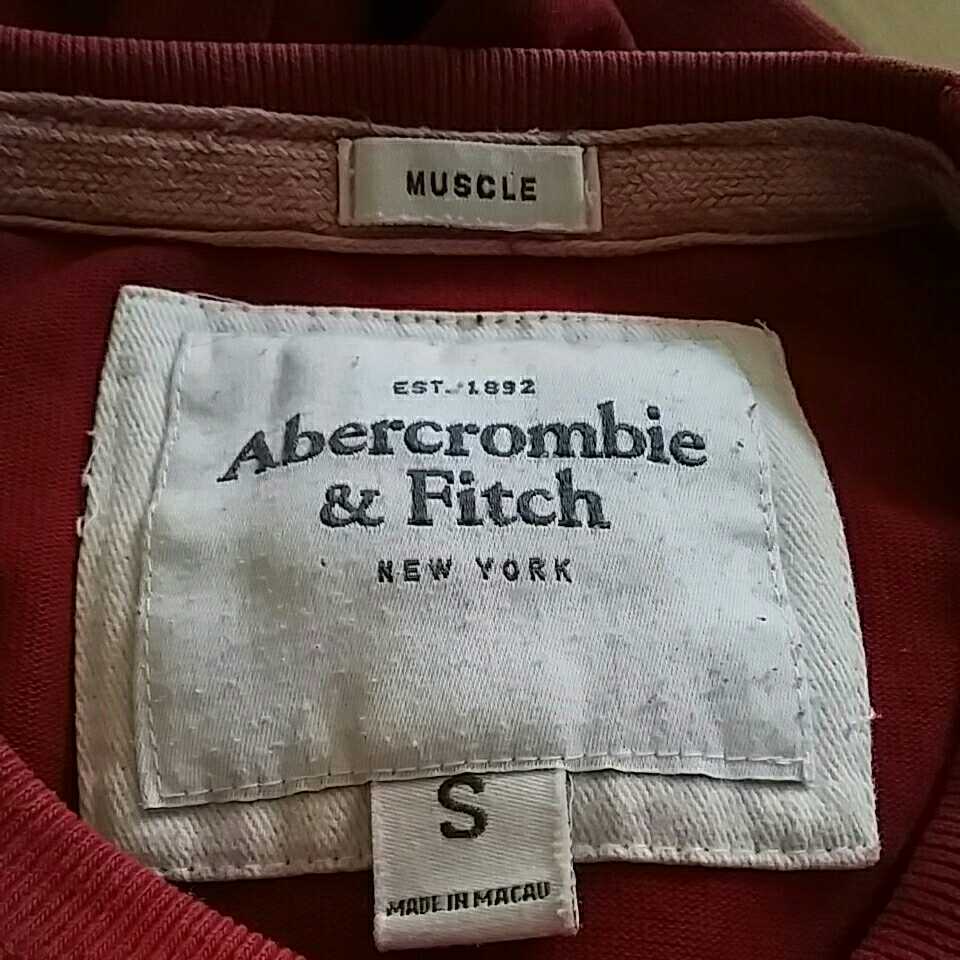 MUSCLE
EST. 1892
Abercrombie
& Fitch
NEW YORK
S
MADE IN MACAU